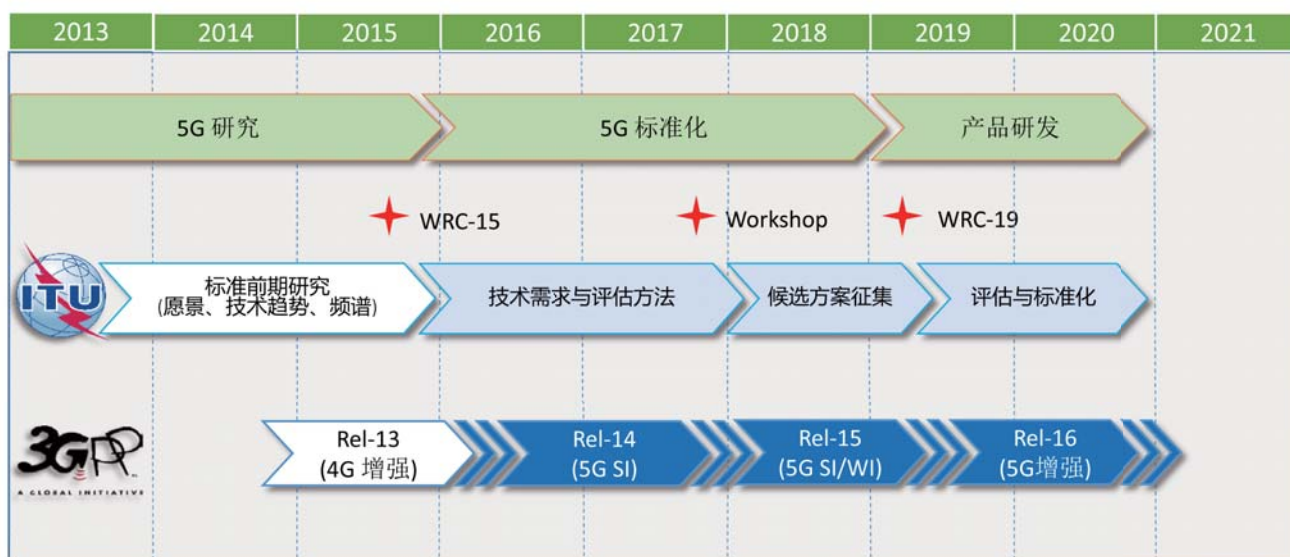 2013 2014 2015 2016 2017 2018 2019 2020 2021
5G 研究 5G 标准化 产品研发
WRC-15 Workshop WRC-19
ITU
标准前期研究
(愿景、技术趋势、频谱)
技术需求与评估方法 候选方案征集 评估与标准化
3GPP
A GLOBAL INITIATIVE
Rel-13
(4G 增强)
Rel-14
(5G SI)
Rel-15
(5G SI/WI)
Rel-16
(5G增强)